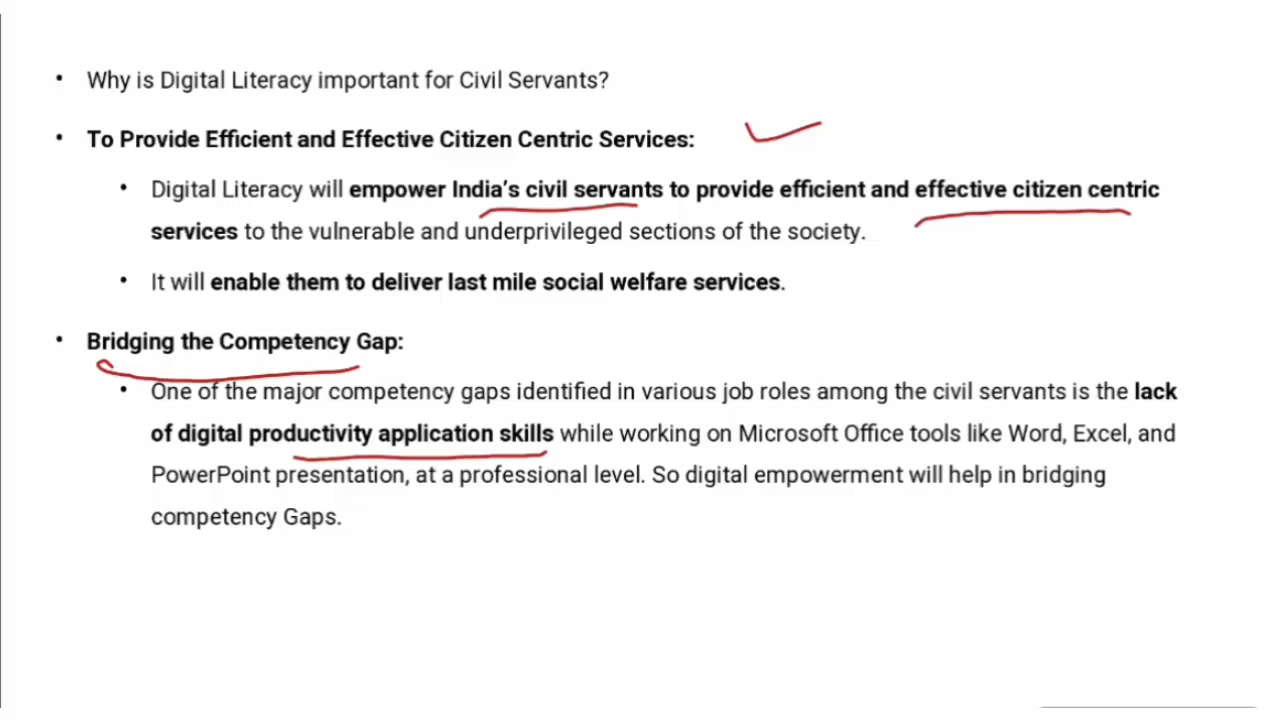 • Why is Digital Literacy important for Civil Servants?
• To Provide Efficient and Effective Citizen Centric Services:
• Digital Literacy will empower India's civil servants to provide efficient and effective citizen centric
services to the vulnerable and underprivileged sections of the society.
• It will enable them to deliver last mile social welfare services.
• Bridging the Competency Gap:
• One of the major competency gaps identified in various job roles among the civil servants is the lack
of digital productivity application skills while working on Microsoft Office tools like Word, Excel, and
PowerPoint presentation, at a professional level. So digital empowerment will help in bridging
competency Gaps.